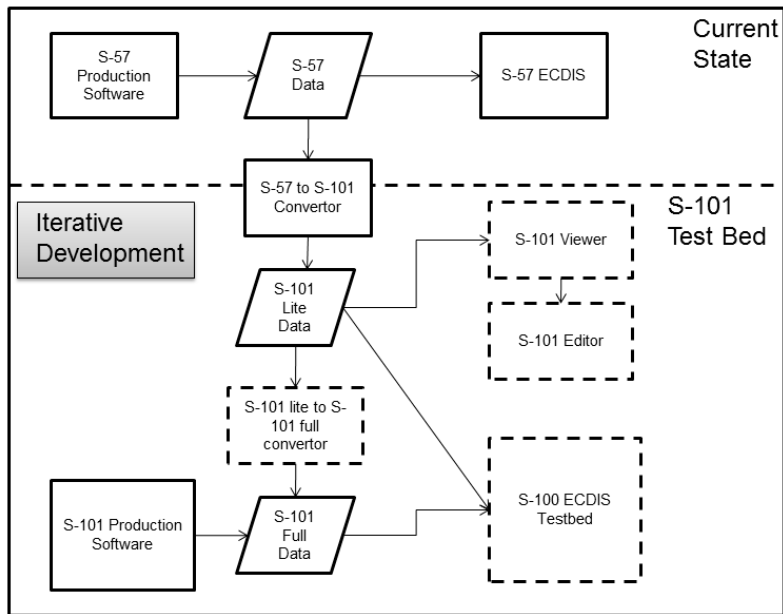 Current
State
S-57
Production
Software
S-57
Data
S-57 ECDIS
S-57 to S-101
Convertor
Iterative
Development
S-101
Test Bed
S-101 Viewer
S-101
Lite
Data
S-101 Editor
S-101 lite to S-
101 full
convertor
S-101 Production
Software
S-101
Full
Data
S-100 ECDIS
Testbed